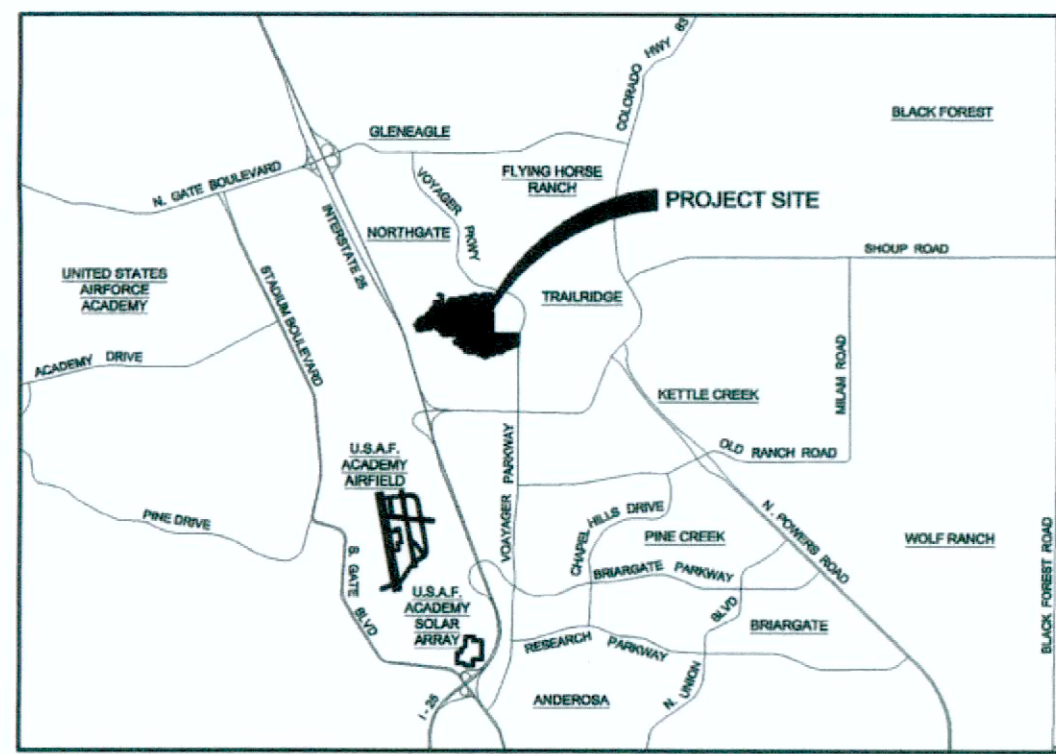 COLORADO HWY 83
BLACK FOREST
GLENEAGLE
N. GATE BOULEVARD
VOYAGER PKWY
FLYING HORSE
RANCH
PROJECT SITE
INTERSTATE 25
NORTHGATE
SHOUP ROAD
UNITED STATES
AIRFORCE
ACADEMY
STADIUM BOULEVARD
TRAILRIDGE
ACADEMY DRIVE
MILAM ROAD
KETTLE CREEK
U.S.A.F.
ACADEMY
AIRFIELD
OLD RANCH ROAD
VOAYAGER PARKWAY
CHAPEL HILLS DRIVE
N. POWERS ROAD
PINE DRIVE
PINE CREEK
WOLF RANCH
S. GATE BLVD
BRIARGATE PARKWAY
BLACK FOREST ROAD
U.S.A.F.
ACADEMY
SOLAR
ARRAY
N. UNION BLVD
BRIARGATE
RESEARCH PARKWAY
I - 25
ANDEROSA